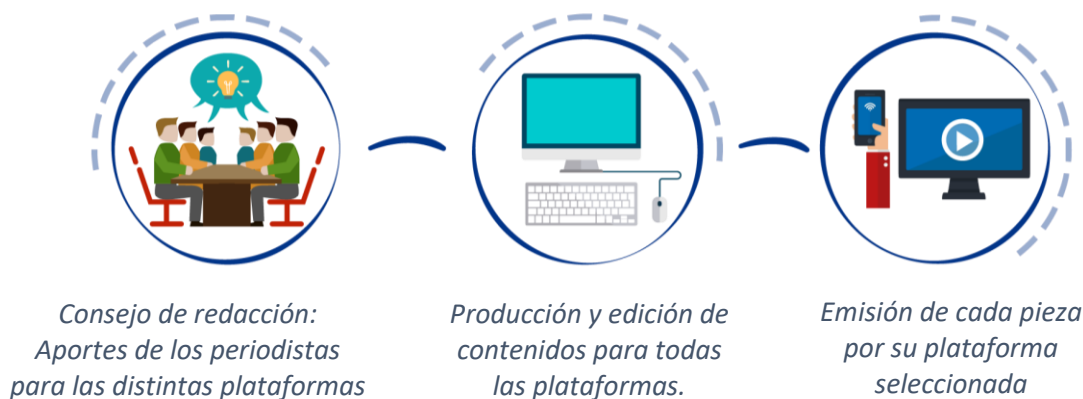 Consejo de redacción:
Aportes de los periodistas
para las distintas plataformas
Producción y edición de
contenidos para todas
las plataformas.
Emisión de cada pieza
por su plataforma
seleccionada